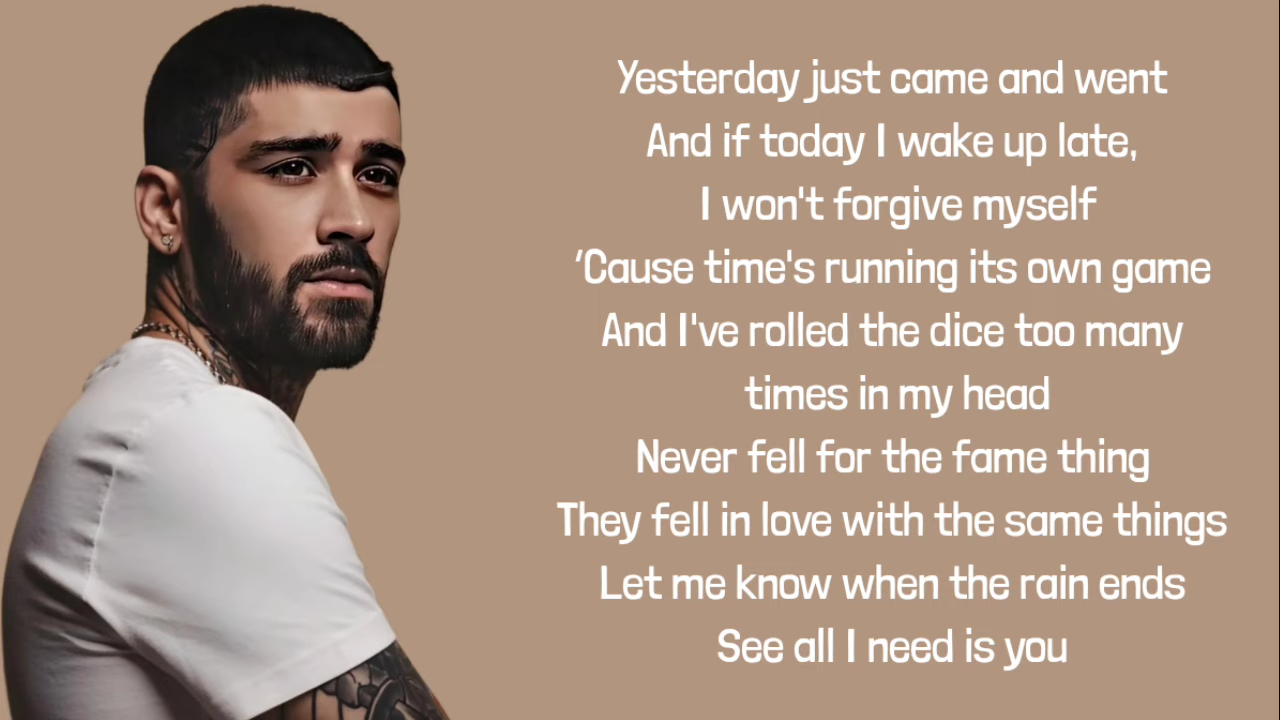 Yesterday just came and went
And if today I wake up late,
I won't forgive myself
‘Cause time's running its own game
And I've rolled the dice too many
times in my head
Never fell for the fame thing
They fell in love with the same things
Let me know when the rain ends
See all I need is you